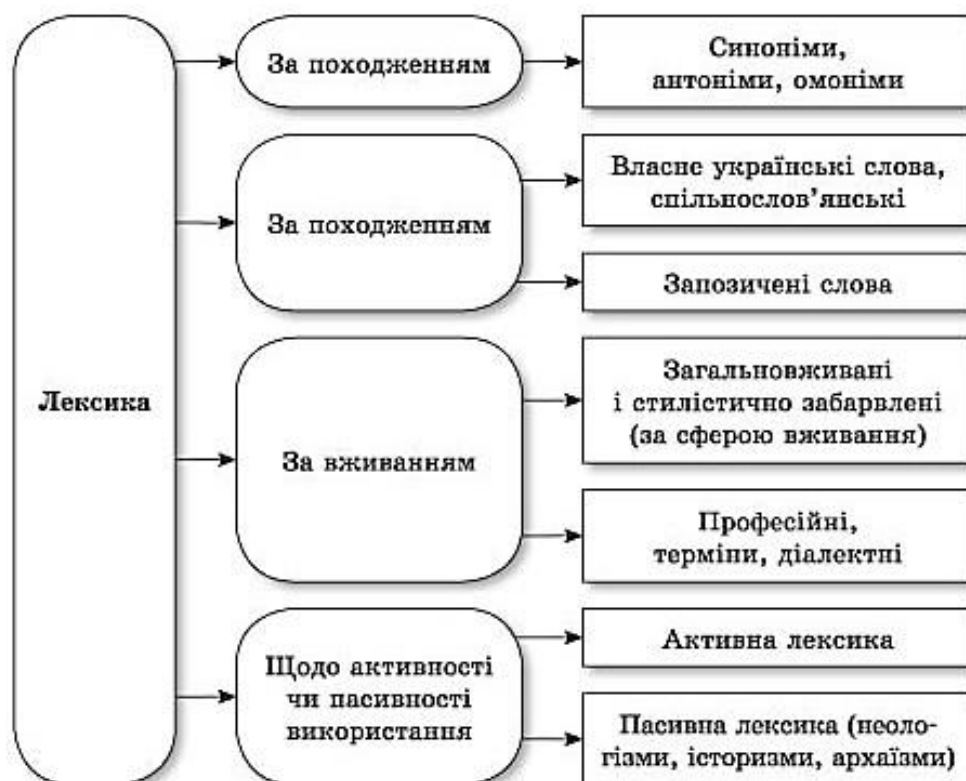 Лексика
За походженням
Синоніми,
антоніми, омоніми
За походженням
Власне українські слова,
спільнослов’янські
Запозичені слова
За вживанням
Загальновживані
і стилістично забарвлені
(за сферою вживання)
Професійні,
терміни, діалектні
Щодо активності
чи пасивності
використання
Активна лексика
Пасивна лексика (неоло-
гізми, історизми, архаїзми)